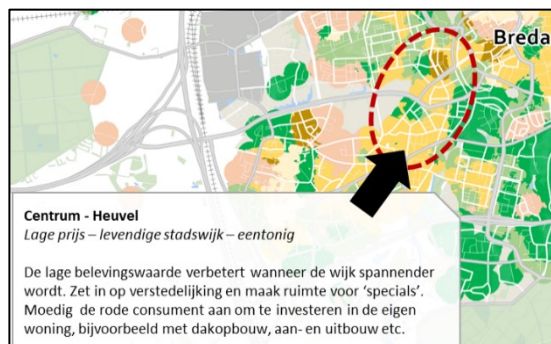 Breda
Centrum - Heuvel
Lage prijs – levendige stadswijk – eentonig
De lage belevingswaarde verbetert wanneer de wijk spannender
wordt. Zet in op verstedelijking en maak ruimte voor ‘specials’.
Moedig de rode consument aan om te investeren in de eigen
woning, bijvoorbeeld met dakopbouw, aan- en uitbouw etc.